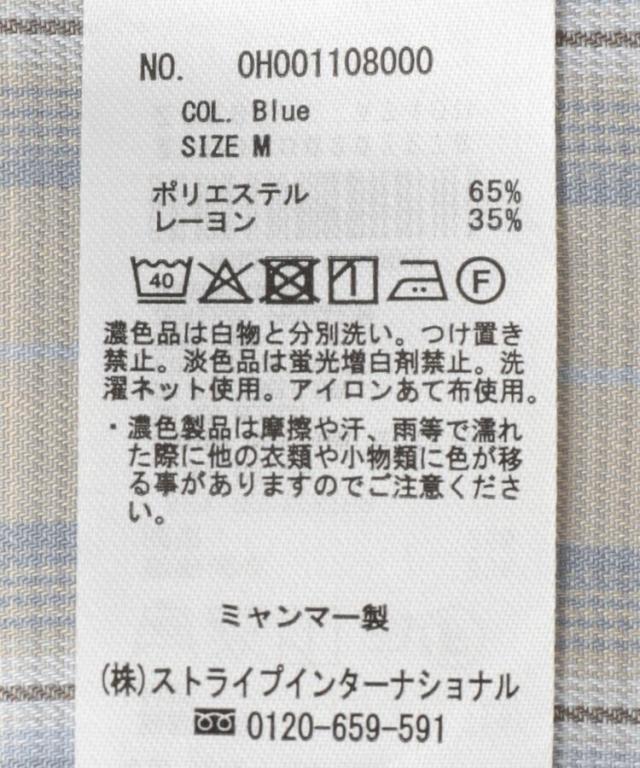 NO. 0H001108000
COL. Blue
SIZE M
ポリエステル 65%
レーヨン 35%
40 F
濃色品は白物と分別洗い。つけ置き
禁止。淡色品は蛍光増白剤禁止。洗
濯ネット使用。アイロンあて布使用。
・濃色製品は摩擦や汗、雨等で濡れ
た際に他の衣類や小物類に色が移
る事がありますのでご注意くださ
い。
ミャンマー製
(株)ストライプインターナショナル
0120-659-591